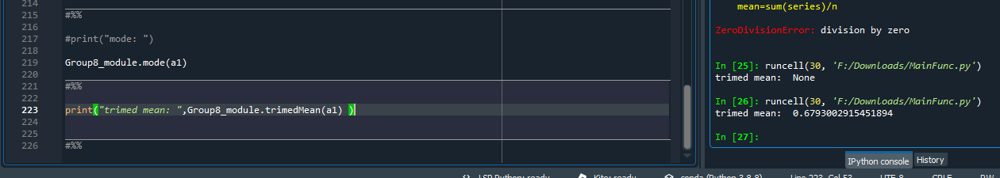 214
215 #%%
216
217 #print("mode: ")
218
219 Group8_module.mode(a1)
220
221 #%%
222
223 print("trimed mean: ",Group8_module.trimedMean(a1) )
224
225
226 #%%
mean=sum(series)/n
ZeroDivisionError: division by zero
In [25]: runcell(30, 'F:/Downloads/MainFunc.py')
trimed mean:  None
In [26]: runcell(30, 'F:/Downloads/MainFunc.py')
trimed mean:  0.6793002915451894
In [27]:
IPython console History
LSP Python: ready Kite: ready conda (Python 3.8.8) Line 223, Col 53 UTF-8 CRLF RW